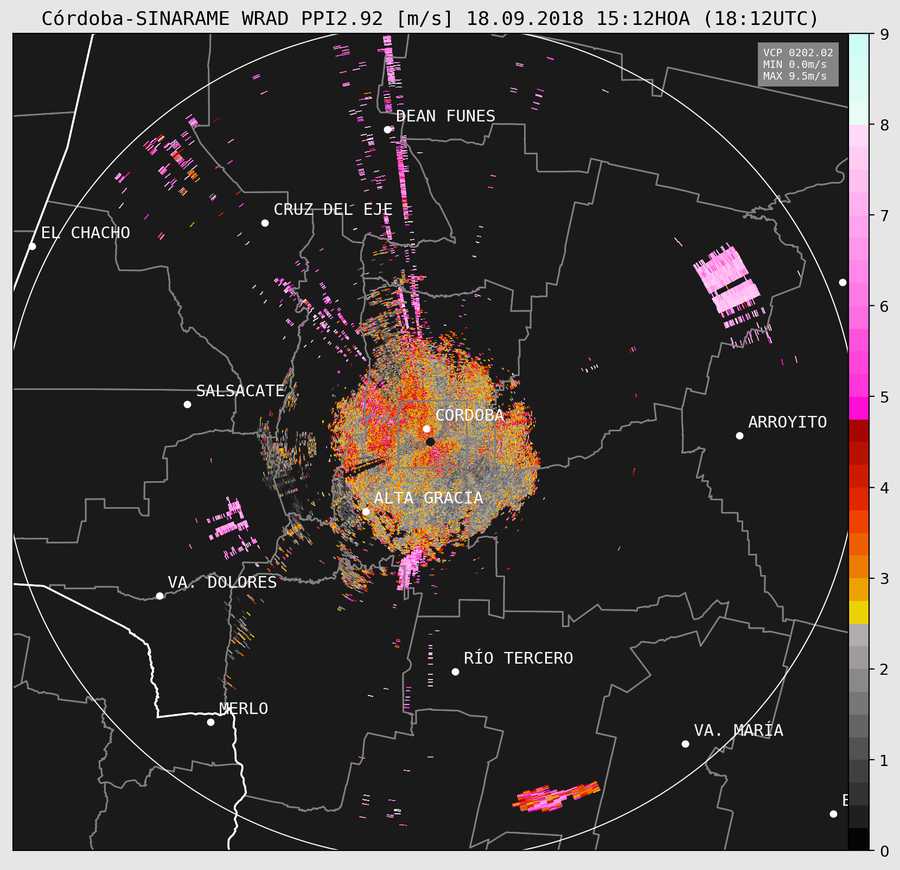 Córdoba-SINARAME WRAD PPI2.92 [m/s] 18.09.2018 15:12HOA (18:12UTC)
VCP 0202.02
MIN 0.0m/s
MAX 9.5m/s
9
8
7
6
5
4
3
2
1
0
DEAN FUNES
CRUZ DEL EJE
EL CHACHO
SALSACATE
CÓRDOBA
ARROYITO
ALTA GRACIA
VA. DOLORES
RÍO TERCERO
MERLO
VA. MARÍA